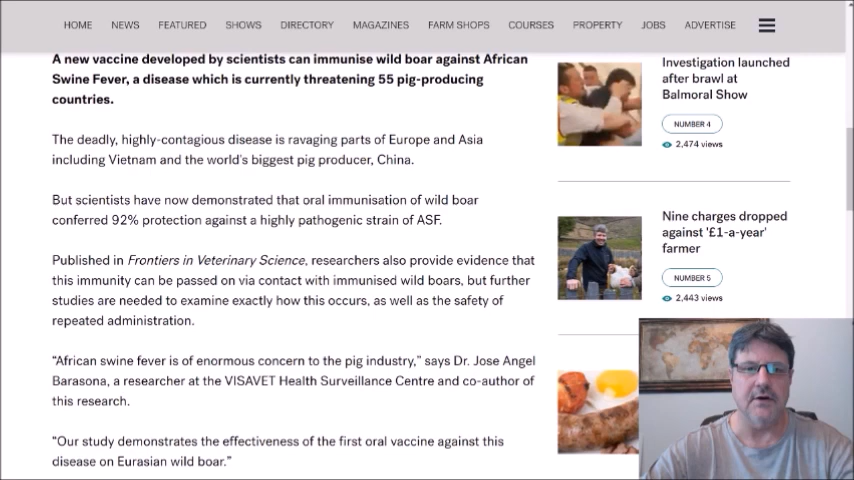 HOME NEWS FEATURED SHOWS DIRECTORY MAGAZINES FARM SHOPS COURSES PROPERTY JOBS ADVERTISE
A new vaccine developed by scientists can immunise wild boar against African
Swine Fever, a disease which is currently threatening 55 pig-producing
countries.
The deadly, highly-contagious disease is ravaging parts of Europe and Asia
including Vietnam and the world's biggest pig producer, China.
But scientists have now demonstrated that oral immunisation of wild boar
conferred 92% protection against a highly pathogenic strain of ASF.
Published in Frontiers in Veterinary Science, researchers also provide evidence that
this immunity can be passed on via contact with immunised wild boars, but further
studies are needed to examine exactly how this occurs, as well as the safety of
repeated administration.
“African swine fever is of enormous concern to the pig industry,” says Dr. Jose Angel
Barasona, a researcher at the VISAVET Health Surveillance Centre and co-author of
this research.
“Our study demonstrates the effectiveness of the first oral vaccine against this
disease on Eurasian wild boar.”
Investigation launched
after brawl at
Balmoral Show
NUMBER 4
2,474 views
Nine charges dropped
against '£1-a-year'
farmer
NUMBER 5
2,443 views